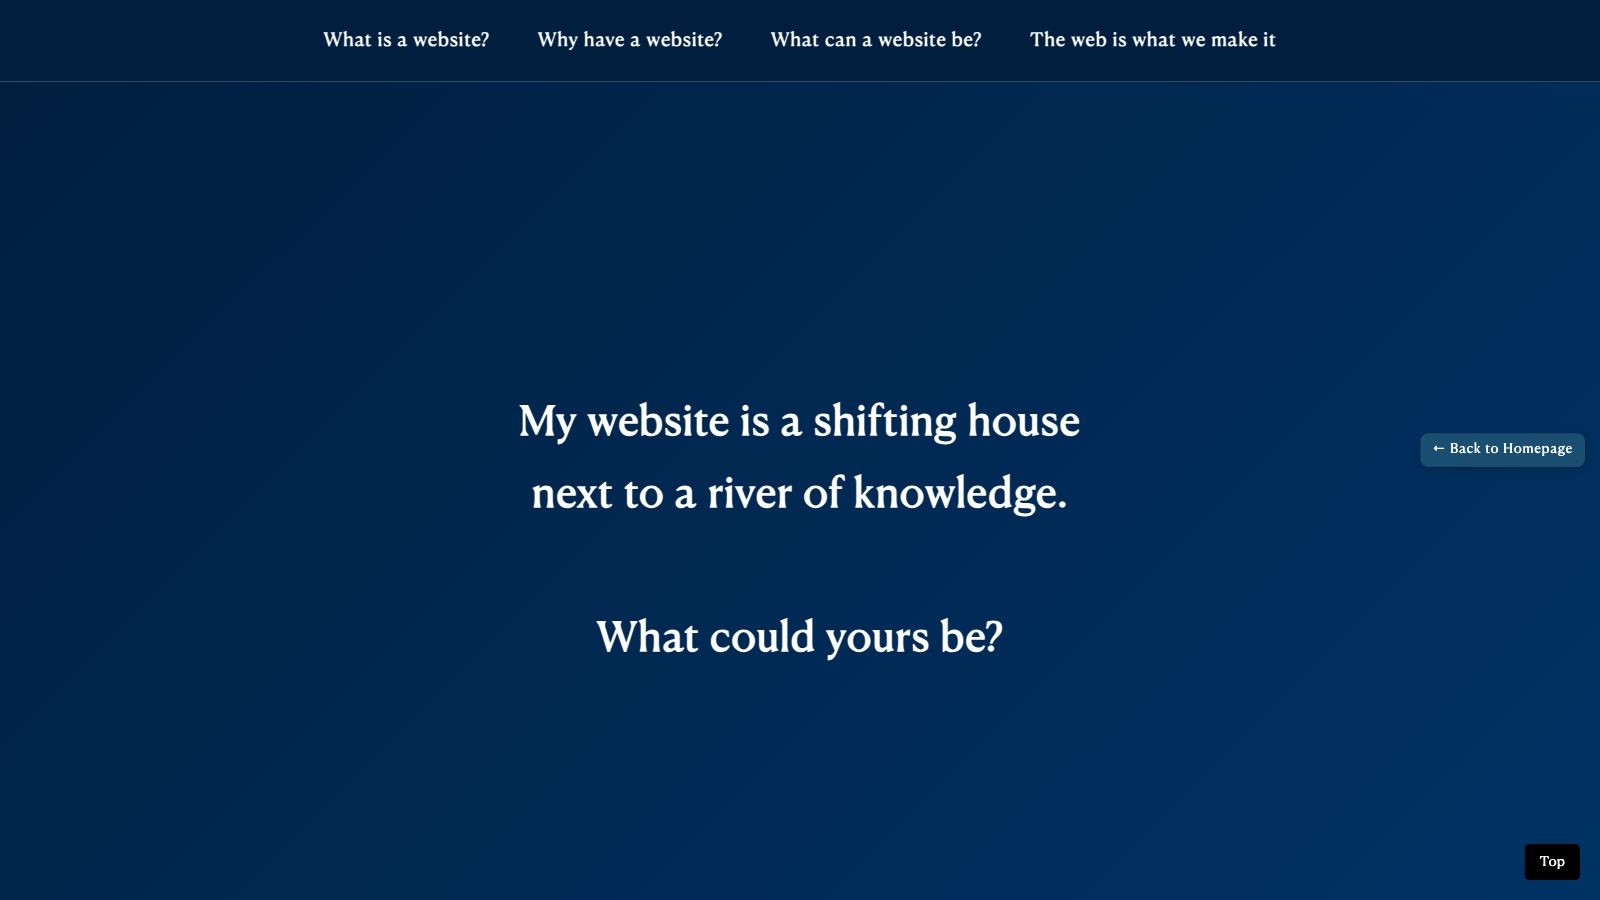 What is a website?
Why have a website?
What can a website be?
The web is what we make it
My website is a shifting house
next to a river of knowledge.
← Back to Homepage
What could yours be?
Top